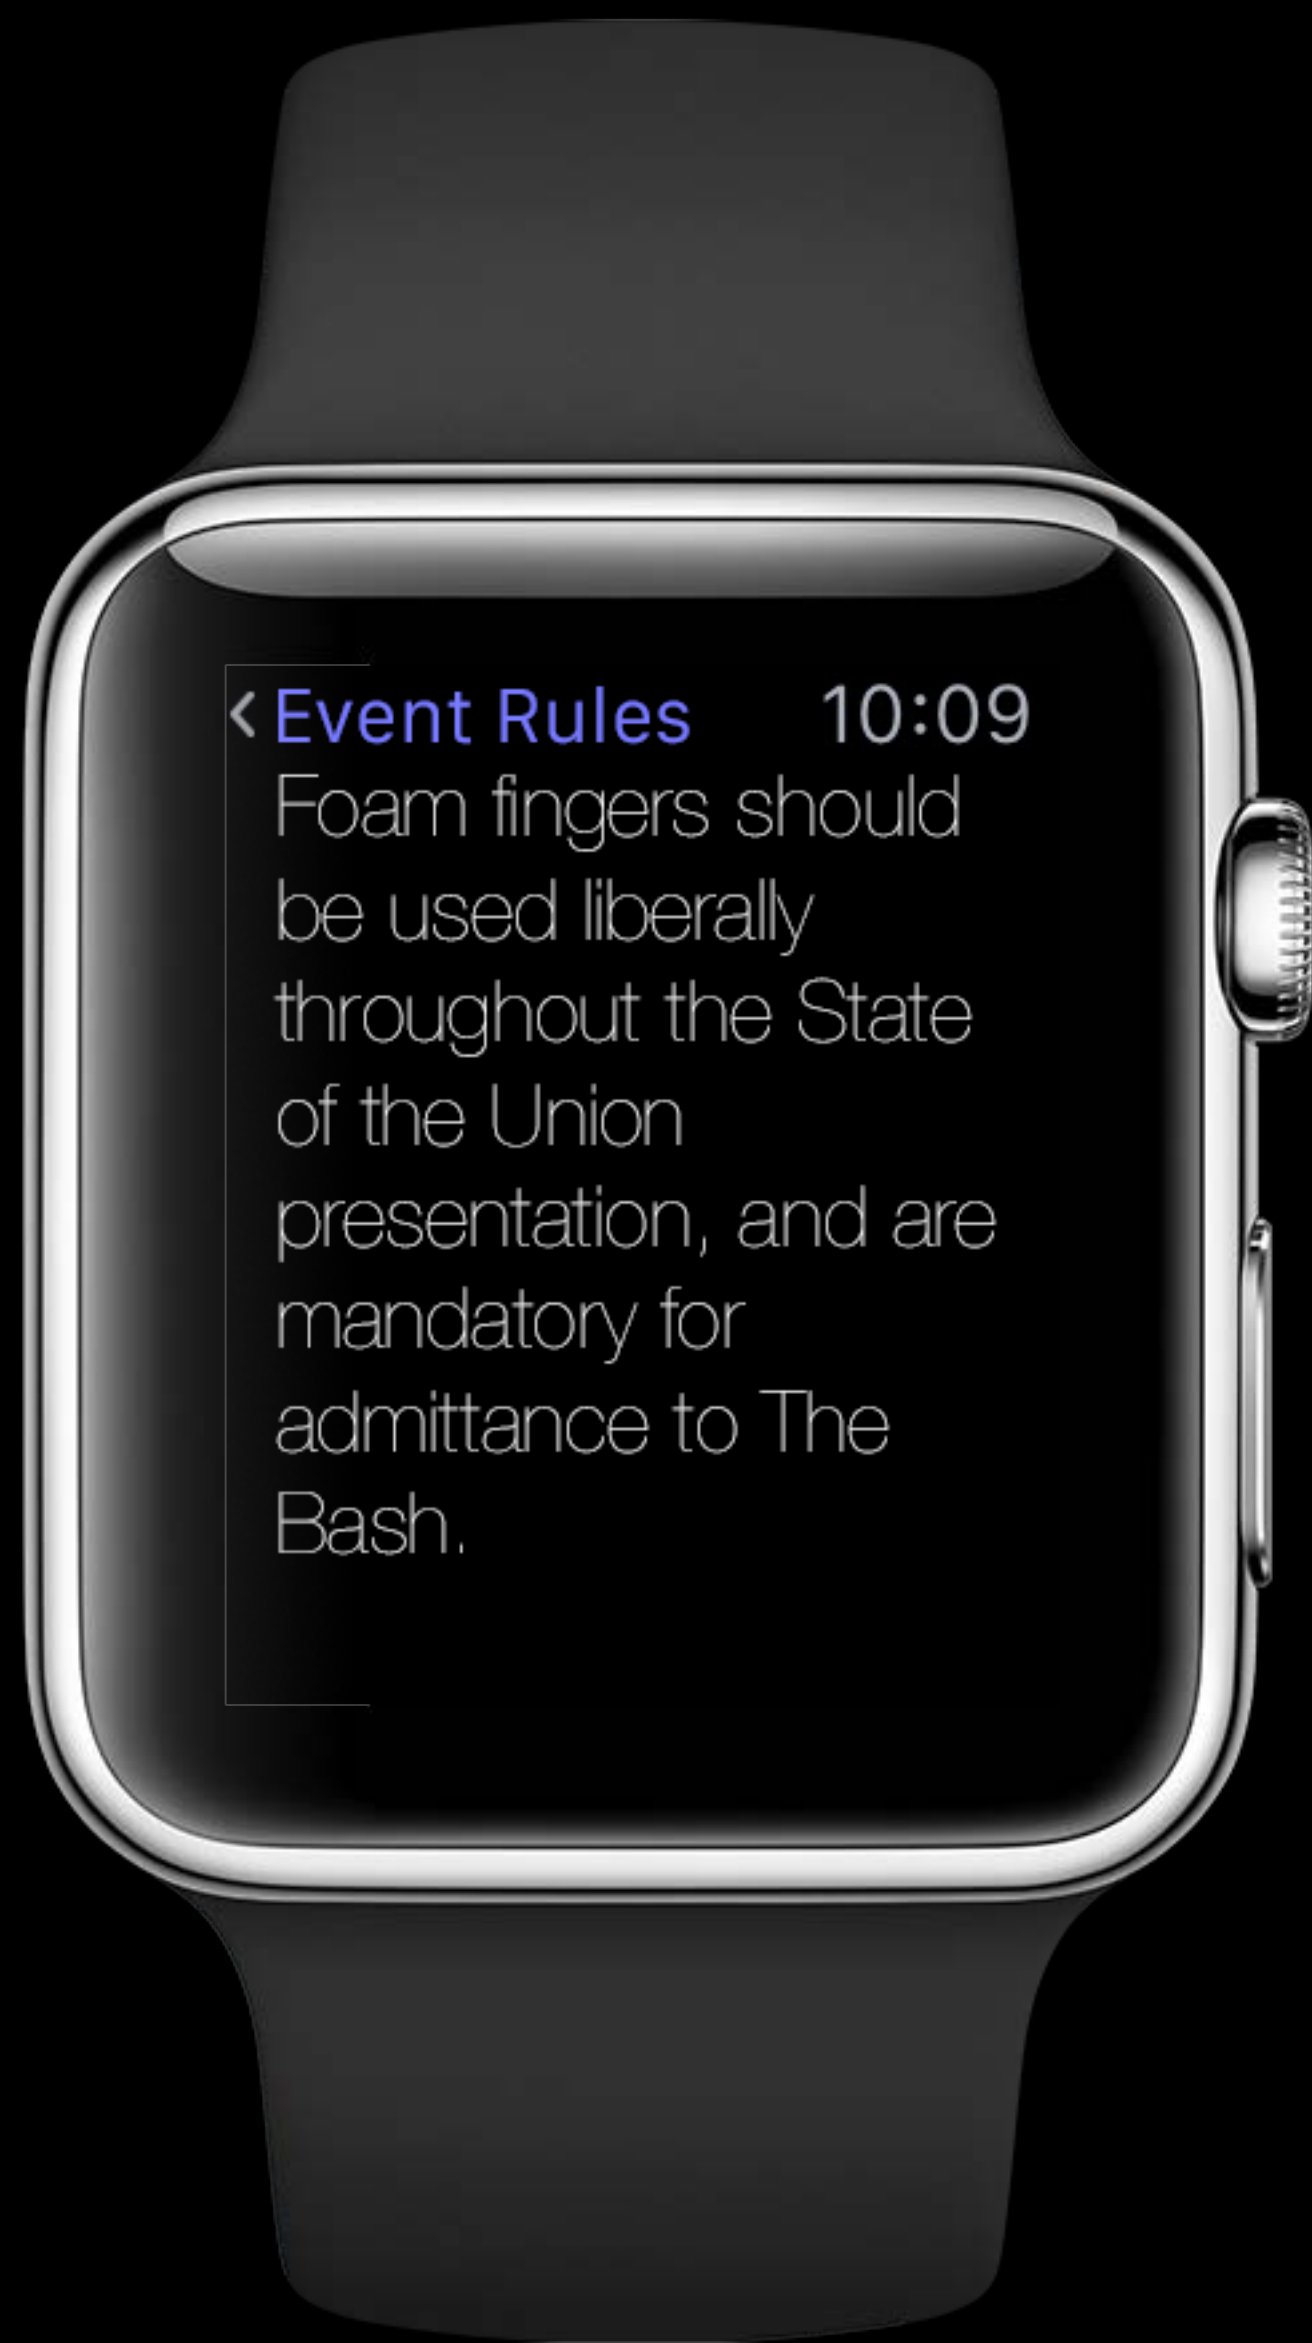 < Event Rules 10:09
Foam fingers should
be used liberally
throughout the State
of the Union
presentation, and are
mandatory for
admittance to The
Bash.